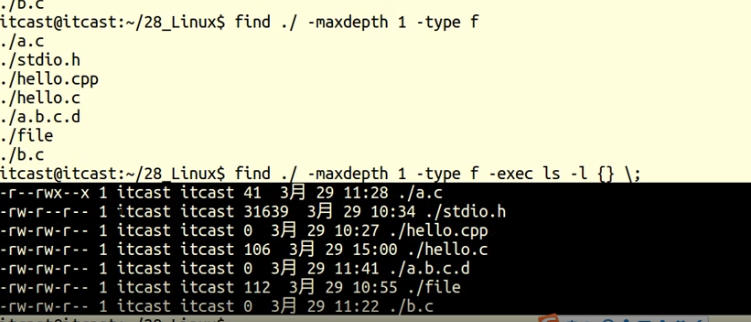 ./b.c
itcast@itcast:~/28_Linux$ find ./ -maxdepth 1 -type f
./a.c
./stdio.h
./hello.cpp
./hello.c
./a.b.c.d
./file
./b.c
itcast@itcast:~/28_Linux$ find ./ -maxdepth 1 -type f -exec ls -l {} \;
-r--rwx--x 1 itcast itcast 41  3月 29 11:28 ./a.c
-rw-r--r-- 1 itcast itcast 31639  3月 29 10:34 ./stdio.h
-rw-rw-r-- 1 itcast itcast 0  3月 29 10:27 ./hello.cpp
-rw-rw-r-- 1 itcast itcast 106  3月 29 15:00 ./hello.c
-rw-rw-r-- 1 itcast itcast 0  3月 29 11:41 ./a.b.c.d
-rw-rw-r-- 1 itcast itcast 112  3月 29 10:55 ./file
-rw-rw-r-- 1 itcast itcast 0  3月 29 11:22 ./b.c
itcast@itcast:~/28_Linux$